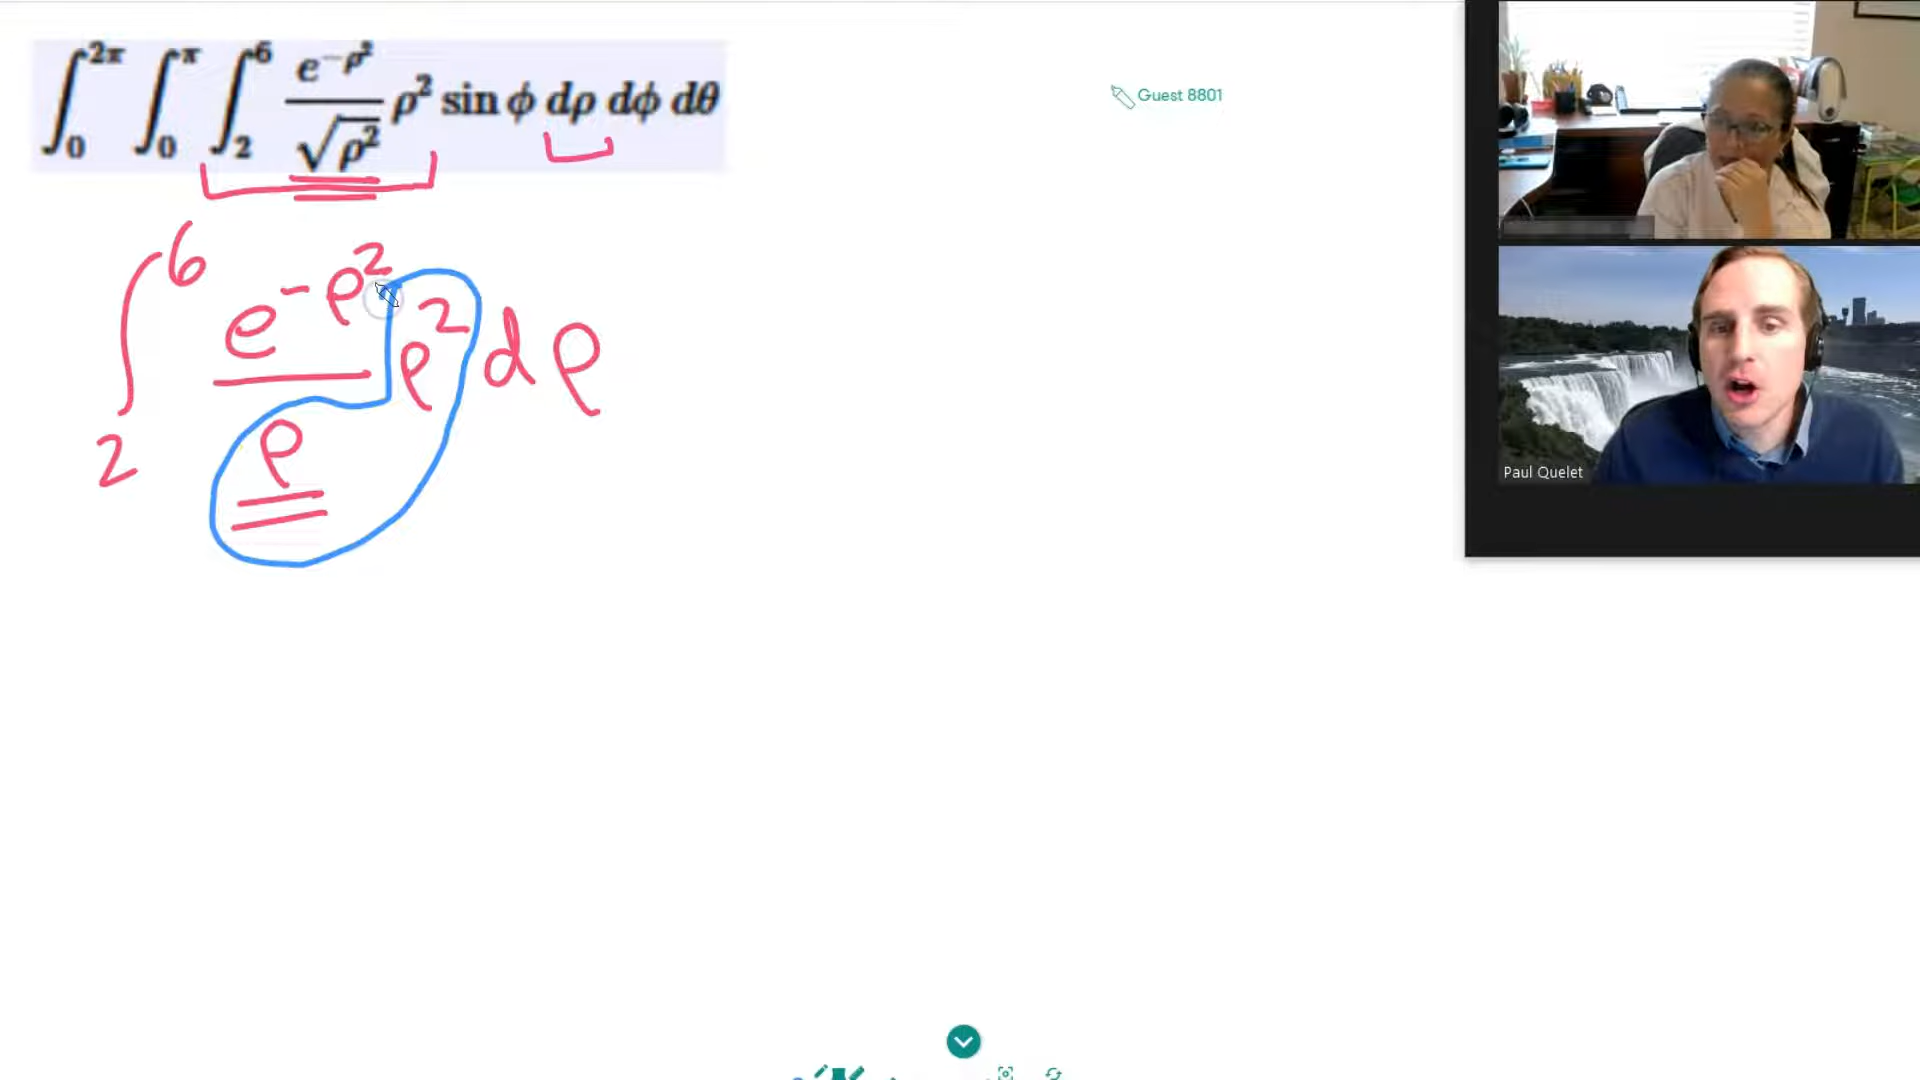 ∫₀^2π ∫₀^π ∫₂^6 e^−ρ² / √ρ² ρ² sin ϕ dρ dϕ dθ
Guest 8801
∫₂^6 e^−ρ² / ρ ρ² dρ
Paul Quelet